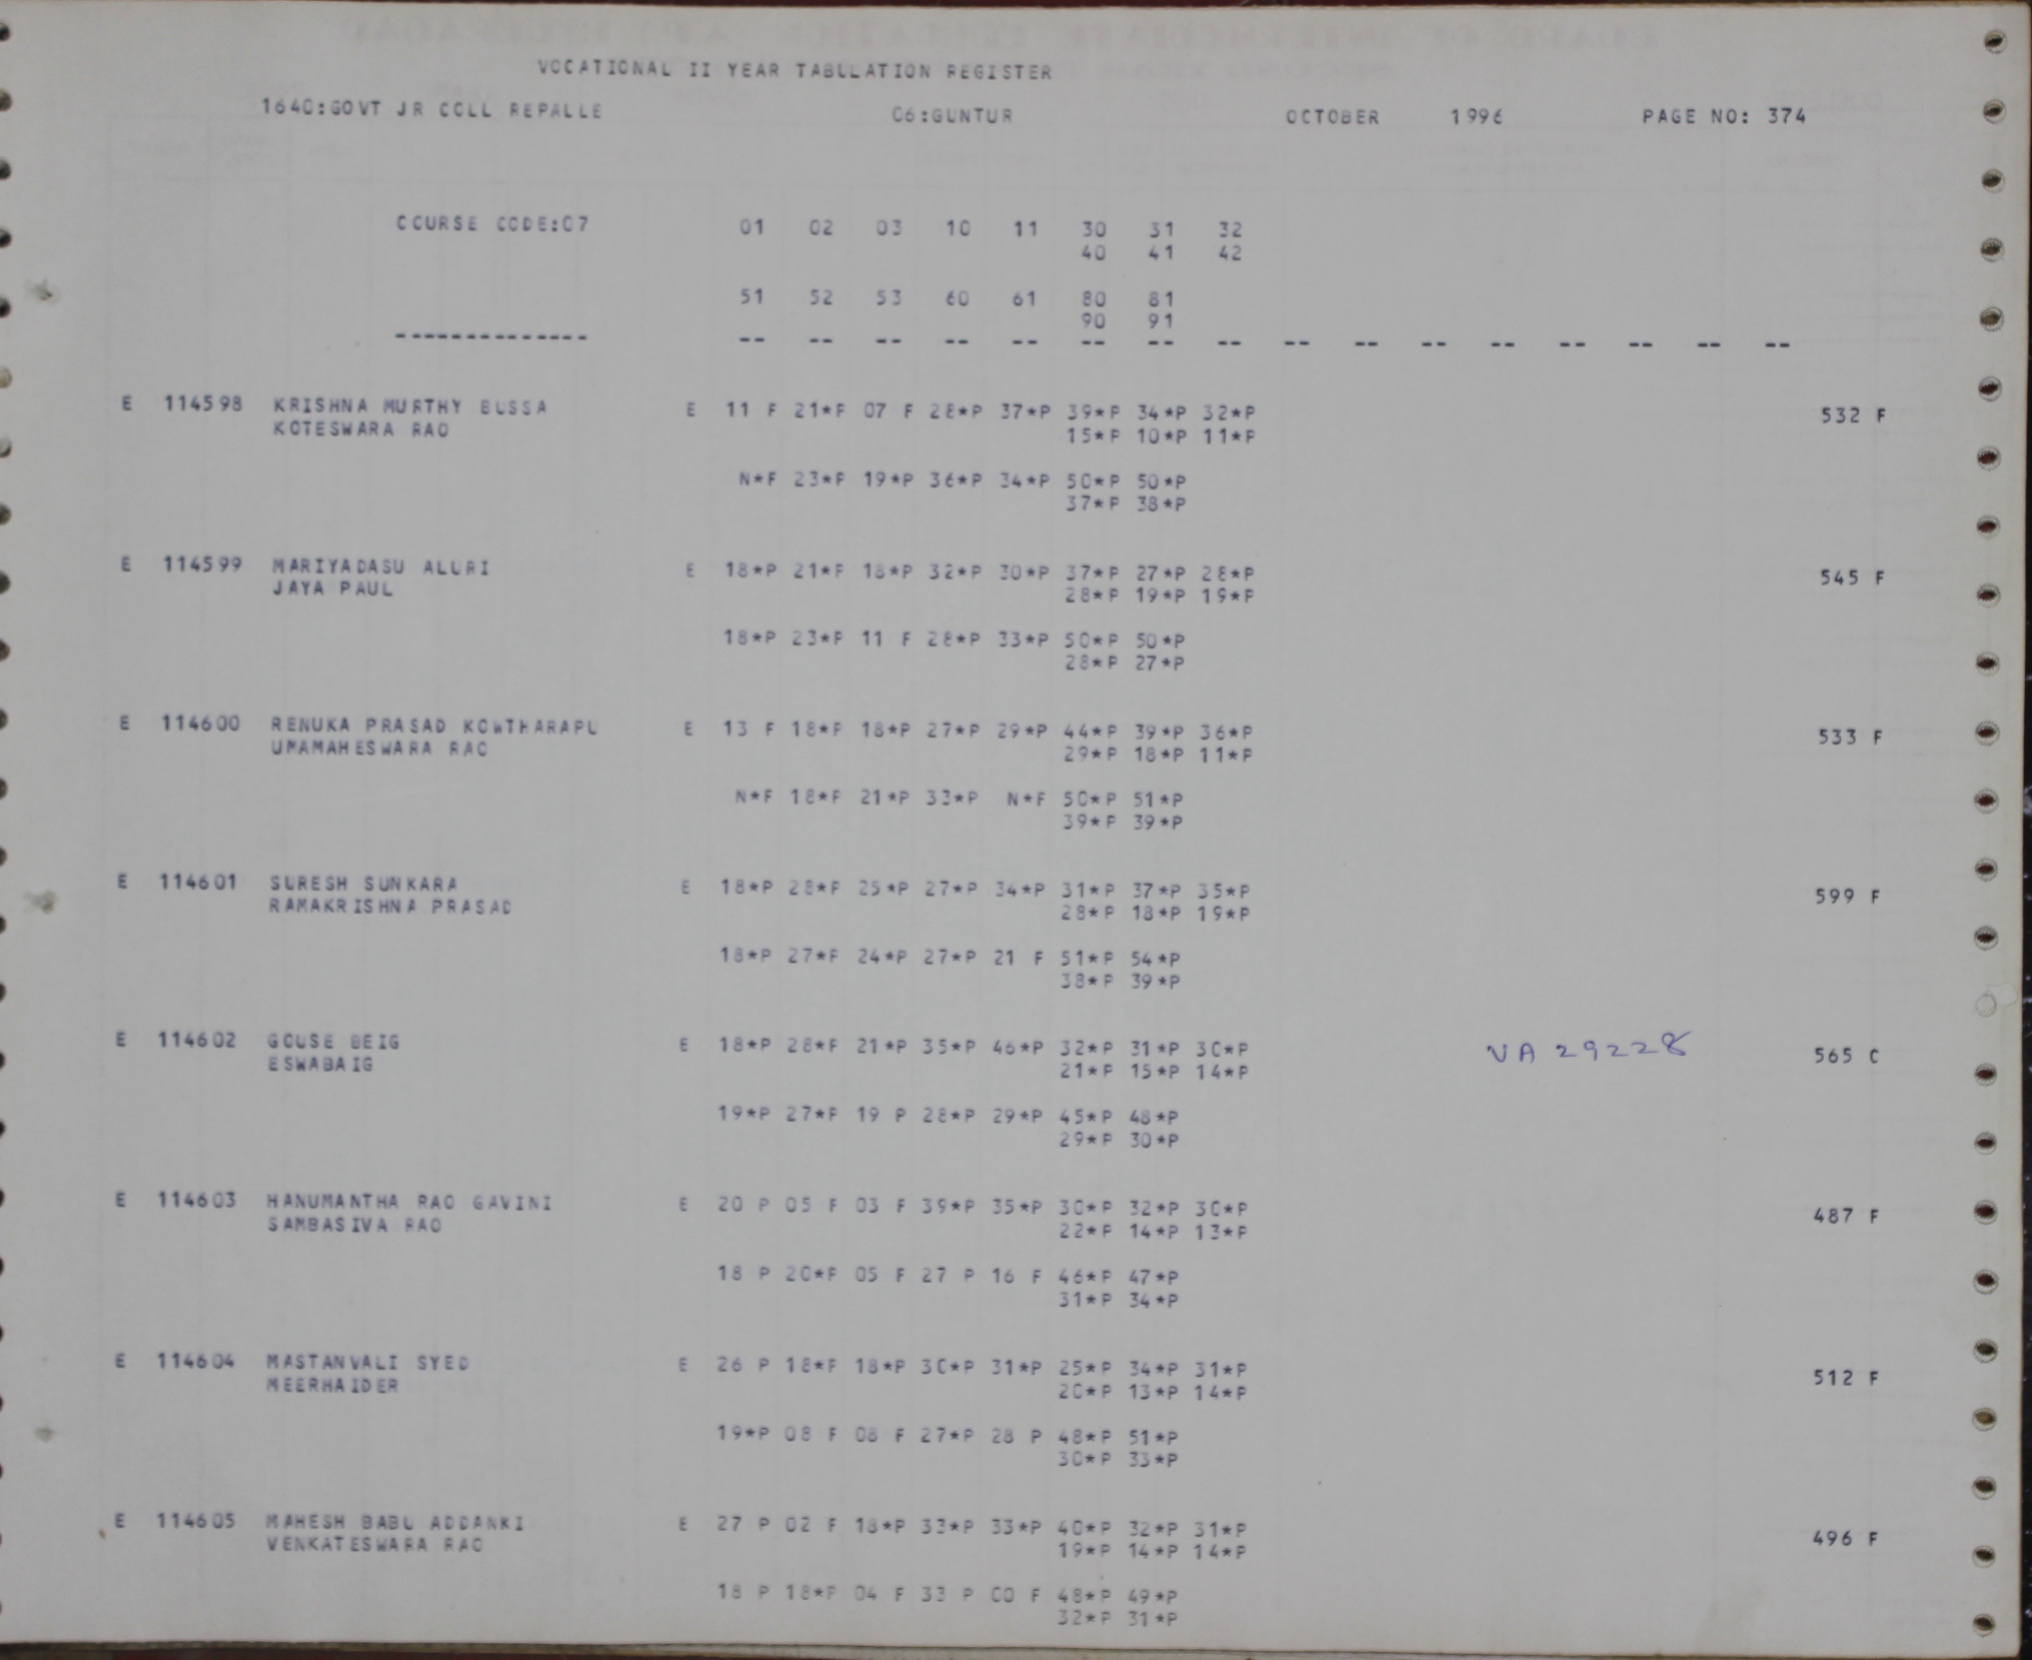 VOCATIONAL II YEAR TABULATION REGISTER
1640:GOVT JR COLL REPALLE 06:GUNTUR OCTOBER 1996 PAGE NO: 374
COURSE CODE:07 01 02 03 10 11 30 31 32
40 41 42
51 52 53 60 61 80 81
90 91
-------------- -- -- -- -- -- -- -- -- -- -- -- -- -- -- -- --
E 114598 KRISHNA MURTHY BUSSA E 11 F 21*P 07 F 28*P 37*P 39*P 34*P 32*P 532 F
KOTESWARA RAO 15*P 10*P 11*P
N*F 23*P 19*P 36*P 34*P 50*P 50*P
37*P 38*P
E 114599 MARIYADASU ALURI E 18*P 21*P 18*P 32*P 30*P 37*P 27*P 28*P 545 F
JAYA PAUL 28*P 19*P 19*P
18*P 23*P 11 F 28*P 33*P 50*P 50*P
28*P 27*P
E 114600 RENUKA PRASAD KOWTHARAPU E 13 F 18*P 18*P 27*P 29*P 44*P 39*P 36*P 533 F
UMAMAHESWARA RAO 29*P 18*P 11*P
N*F 18*P 21*P 33*P N*F 50*P 51*P
39*P 39*P
E 114601 SURESH SUNKARA E 18*P 28*P 25*P 27*P 34*P 31*P 37*P 35*P 599 F
RAMAKRISHNA PRASAD 28*P 18*P 19*P
18*P 27*P 24*P 27*P 21 F 51*P 54*P
38*P 39*P
E 114602 GOUSE BEIG E 18*P 28*P 21*P 35*P 46*P 32*P 31*P 30*P VA 29228 565 C
ESWABAIG 21*P 15*P 14*P
19*P 27*P 19 P 28*P 29*P 45*P 48*P
29*P 30*P
E 114603 HANUMANTHA RAO GAVINI E 20 P 05 F 03 F 39*P 35*P 30*P 32*P 30*P 487 F
SAMBASIVA RAO 22*P 14*P 13*P
18 P 20*P 05 F 27 P 16 F 46*P 47*P
31*P 34*P
E 114604 MASTANVALI SYED E 26 P 18*P 18*P 30*P 31*P 25*P 34*P 31*P 512 F
MEERHAIDER 20*P 13*P 14*P
19*P 08 F 08 F 27*P 28 P 48*P 51*P
30*P 33*P
E 114605 MAHESH BABU ADDANKI E 27 P 02 F 18*P 33*P 33*P 40*P 32*P 31*P 496 F
VENKATESWARA RAO 19*P 14*P 14*P
18 P 18*P 04 F 33 P 00 F 48*P 49*P
32*P 31*P